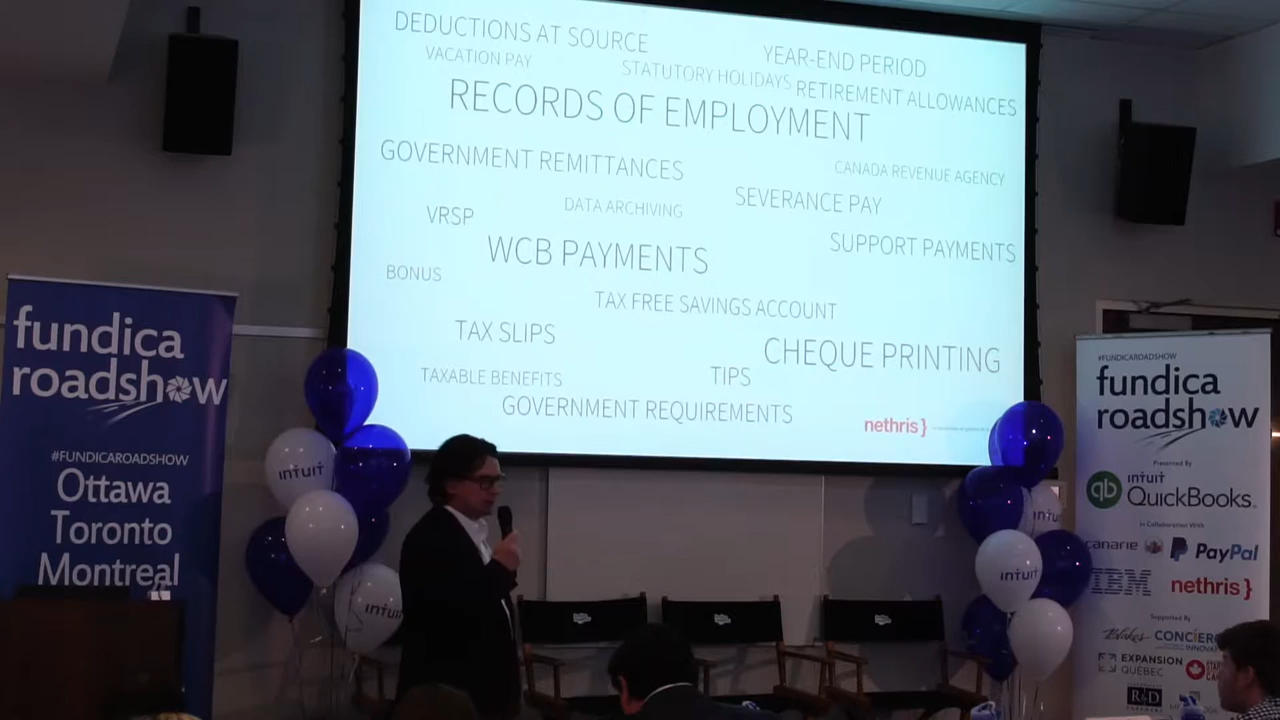 DEDUCTIONS AT SOURCE
YEAR-END PERIOD
VACATION PAY
STATUTORY HOLIDAYS
RETIREMENT ALLOWANCES
RECORDS OF EMPLOYMENT
GOVERNMENT REMITTANCES
CANADA REVENUE AGENCY
SEVERANCE PAY
DATA ARCHIVING
VRSP
WCB PAYMENTS
SUPPORT PAYMENTS
BONUS
TAX FREE SAVINGS ACCOUNT
TAX SLIPS
CHEQUE PRINTING
TAXABLE BENEFITS
TIPS
GOVERNMENT REQUIREMENTS
nethris}
fundica
roadshow
#FUNDICAROADSHOW
Ottawa
Toronto
Montreal
intuit
intuit
intuit
intuit
#FUNDICAROADSHOW
fundica
roadshow
Presented By
qb intuit
QuickBooks
In Collaboration With
canarie
PayPal
IBM
nethris}
Supported By
Blakes
CONCIER
EXPANSION
QUÉBEC
R&D